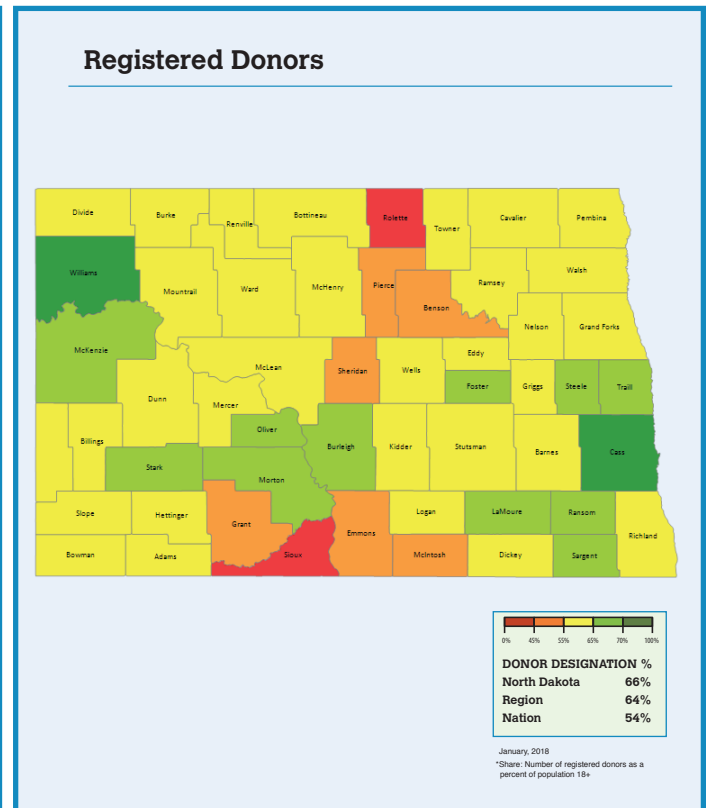 Registered Donors
Divide
Burke
Renville
Bottineau
Rolette
Towner
Cavalier
Pembina
Williams
Mountrail
Ward
McHenry
Pierce
Benson
Ramsey
Walsh
McKenzie
Nelson
Grand Forks
McLean
Sheridan
Wells
Eddy
Foster
Griggs
Steele
Traill
Dunn
Mercer
Oliver
Billings
Burleigh
Kidder
Stutsman
Barnes
Cass
Stark
Morton
Slope
Hettinger
Grant
Logan
LaMoure
Ransom
Emmons
Richland
Bowman
Adams
Sioux
McIntosh
Dickey
Sargent
0% 45% 55% 65% 70% 100%
DONOR DESIGNATION %
North Dakota 66%
Region 64%
Nation 54%
January, 2018
*Share: Number of registered donors as a
percent of population 18+